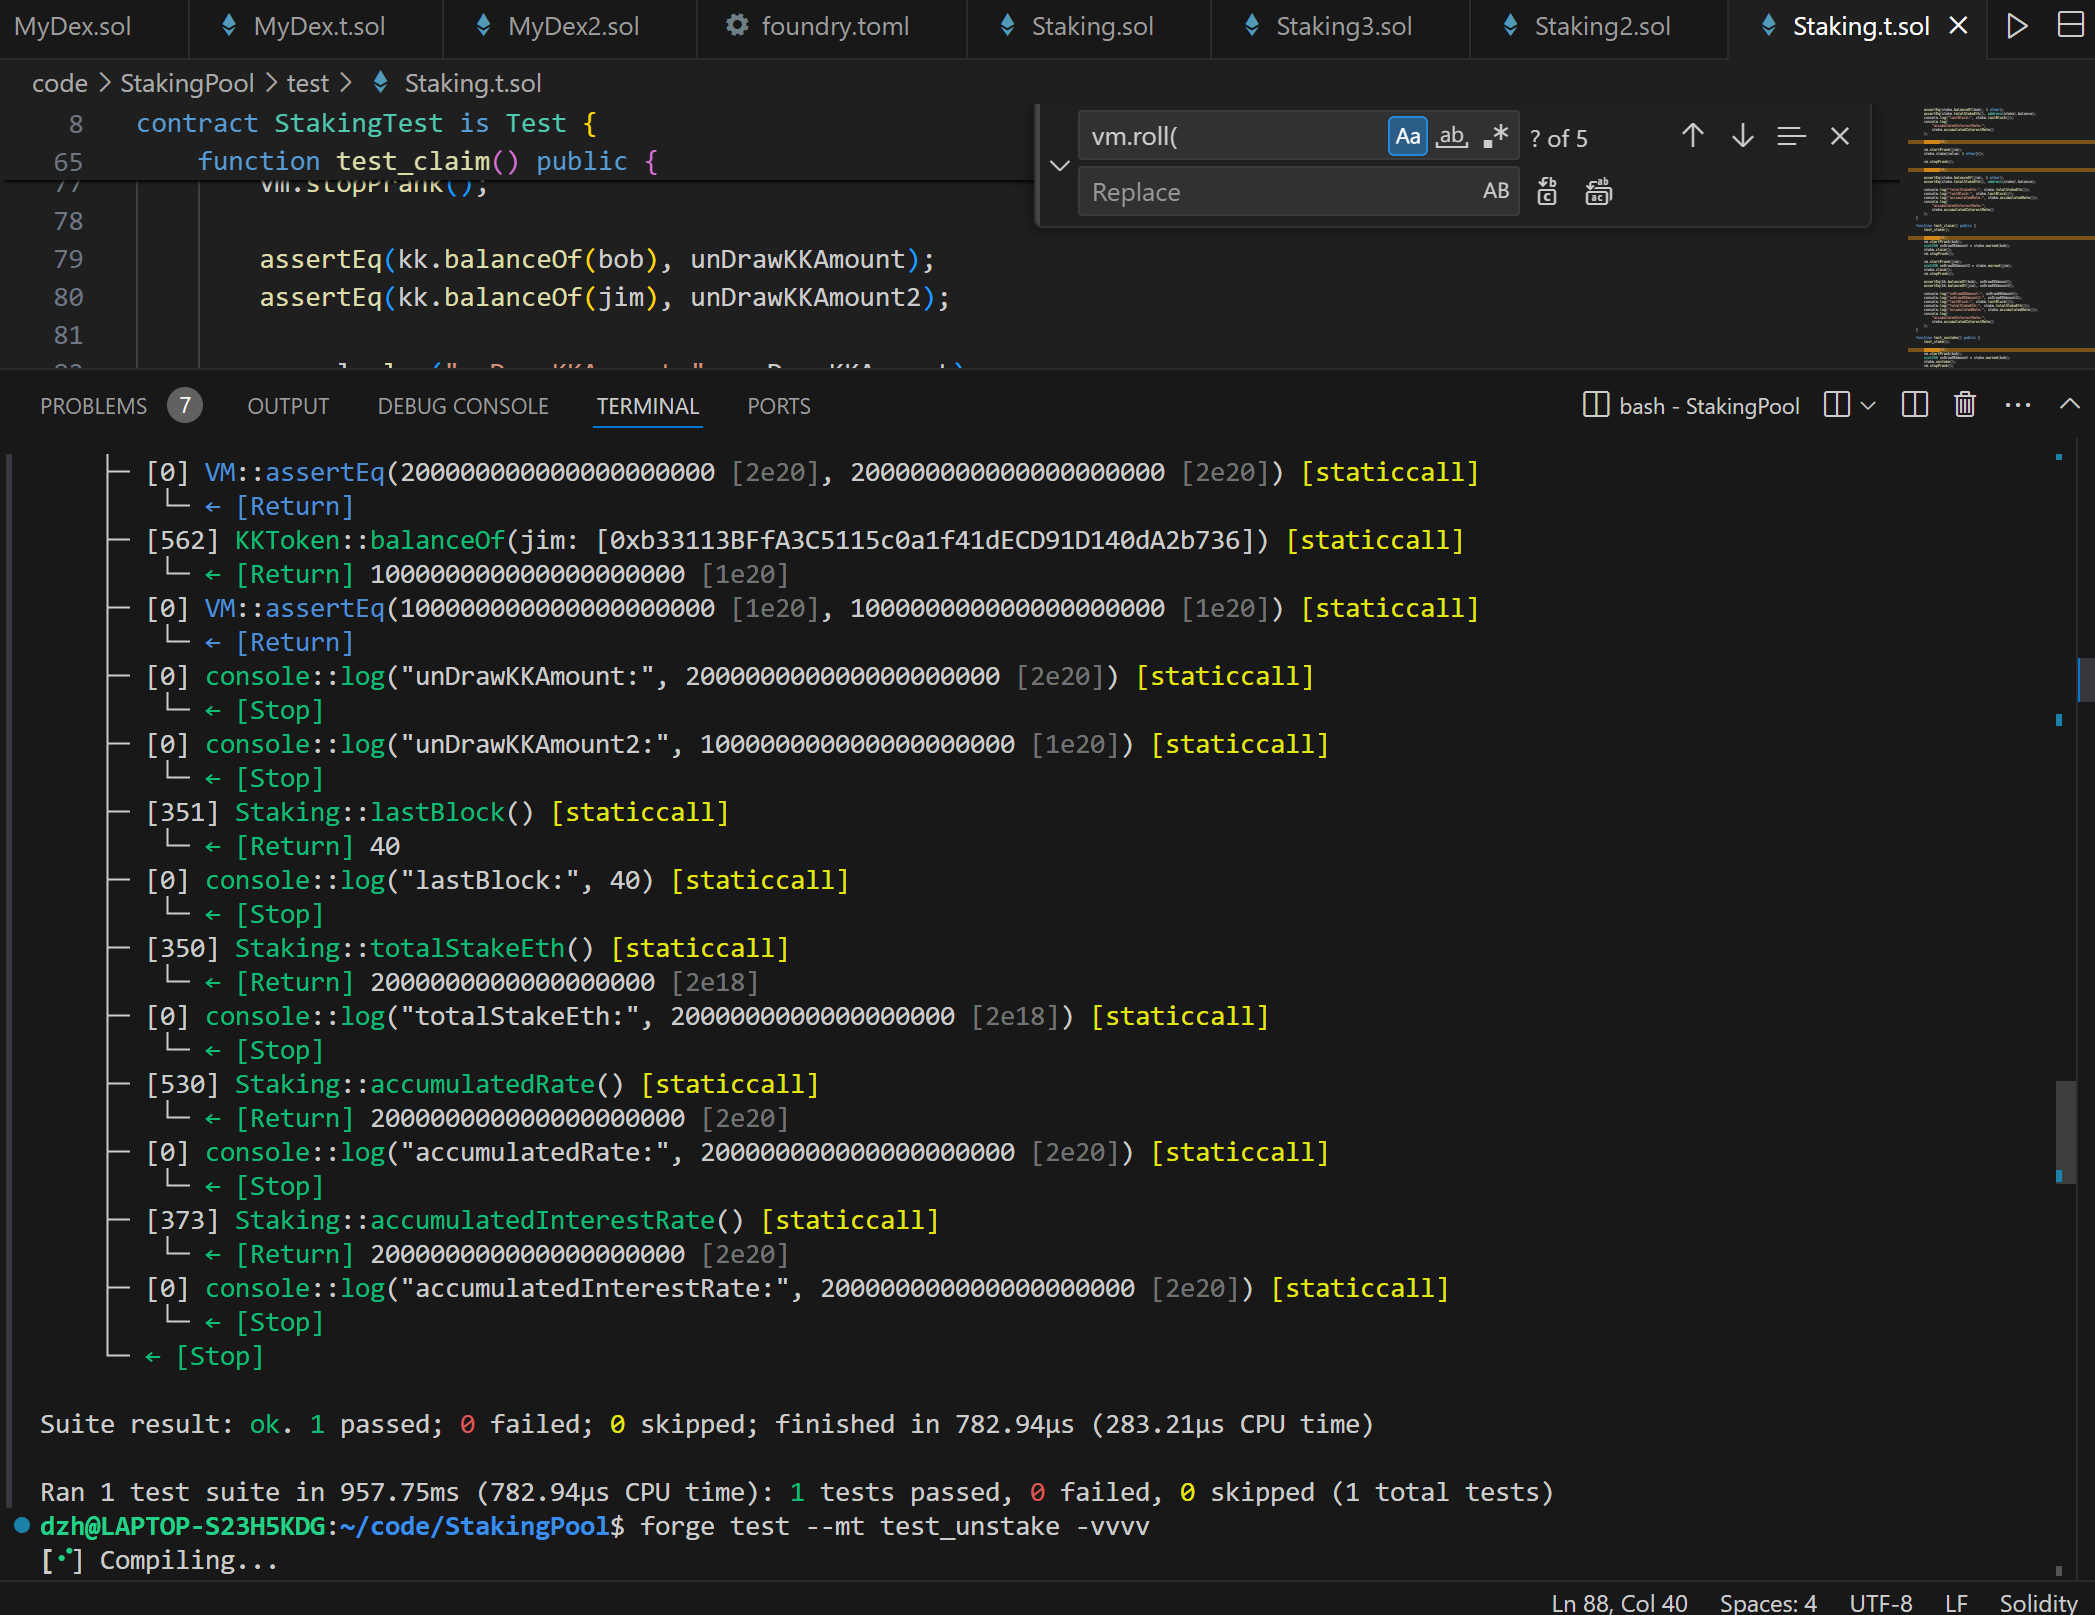 MyDex.sol MyDex.t.sol MyDex2.sol foundry.toml Staking.sol Staking3.sol Staking2.sol Staking.t.sol
code > StakingPool > test > Staking.t.sol
8 contract StakingTest is Test {
65 function test_claim() public {
77 vm.stopPrank();
78
79 assertEq(kk.balanceOf(bob), unDrawKKAmount);
80 assertEq(kk.balanceOf(jim), unDrawKKAmount2);
81
vm.roll( Aa ab .* ? of 5
Replace AB
PROBLEMS 7 OUTPUT DEBUG CONSOLE TERMINAL PORTS bash - StakingPool
├─ [0] VM::assertEq(200000000000000000000 [2e20], 200000000000000000000 [2e20]) [staticcall]
└─ ← [Return]
├─ [562] KKToken::balanceOf(jim: [0xb33113BFfA3C5115c0a1f41dECD91D140dA2b736]) [staticcall]
└─ ← [Return] 100000000000000000000 [1e20]
├─ [0] VM::assertEq(100000000000000000000 [1e20], 100000000000000000000 [1e20]) [staticcall]
└─ ← [Return]
├─ [0] console::log("unDrawKKAmount:", 200000000000000000000 [2e20]) [staticcall]
└─ ← [Stop]
├─ [0] console::log("unDrawKKAmount2:", 100000000000000000000 [1e20]) [staticcall]
└─ ← [Stop]
├─ [351] Staking::lastBlock() [staticcall]
└─ ← [Return] 40
├─ [0] console::log("lastBlock:", 40) [staticcall]
└─ ← [Stop]
├─ [350] Staking::totalStakeEth() [staticcall]
└─ ← [Return] 2000000000000000000 [2e18]
├─ [0] console::log("totalStakeEth:", 2000000000000000000 [2e18]) [staticcall]
└─ ← [Stop]
├─ [530] Staking::accumulatedRate() [staticcall]
└─ ← [Return] 200000000000000000000 [2e20]
├─ [0] console::log("accumulatedRate:", 200000000000000000000 [2e20]) [staticcall]
└─ ← [Stop]
├─ [373] Staking::accumulatedInterestRate() [staticcall]
└─ ← [Return] 200000000000000000000 [2e20]
├─ [0] console::log("accumulatedInterestRate:", 200000000000000000000 [2e20]) [staticcall]
└─ ← [Stop]
└─ ← [Stop]
Suite result: ok. 1 passed; 0 failed; 0 skipped; finished in 782.94µs (283.21µs CPU time)
Ran 1 test suite in 957.75ms (782.94µs CPU time): 1 tests passed, 0 failed, 0 skipped (1 total tests)
dzh@LAPTOP-S23H5KDG:~/code/StakingPool$ forge test --mt test_unstake -vvvv
[⠊] Compiling...
Ln 88, Col 40 Spaces: 4 UTF-8 LF Solidity